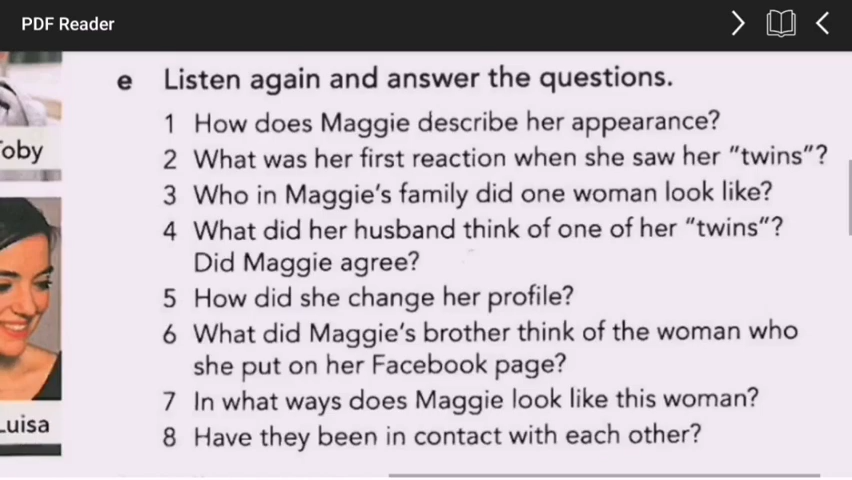 PDF Reader
e Listen again and answer the questions.
1 How does Maggie describe her appearance?
2 What was her first reaction when she saw her "twins"?
oby
3 Who in Maggie's family did one woman look like?
4 What did her husband think of one of her "twins"?
Did Maggie agree?
5 How did she change her profile?
6 What did Maggie's brother think of the woman who
she put on her Facebook page?
7 In what ways does Maggie look like this woman?
Luisa
8 Have they been in contact with each other?